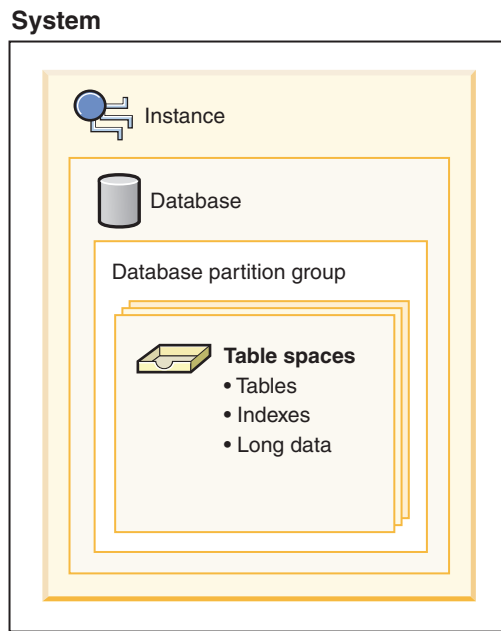 System
Instance
Database
Database partition group
Table spaces
• Tables
• Indexes
• Long data